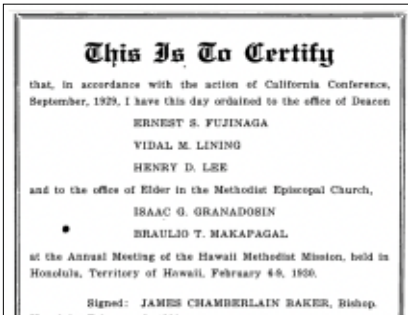 This Is To Certify
that, in accordance with the action of California Conference,
September, 1929, I have this day ordained to the office of Deacon
ERNEST S. FUJINAGA
VIDAL M. LINING
HENRY D. LEE
and to the office of Elder in the Methodist Episcopal Church,
ISAAC G. GRANADOSIN
BRAULIO T. MAKAPAGAL
at the Annual Meeting of the Hawaii Methodist Mission, held in
Honolulu, Territory of Hawaii, February 4-9, 1930.
Signed: JAMES CHAMBERLAIN BAKER, Bishop.